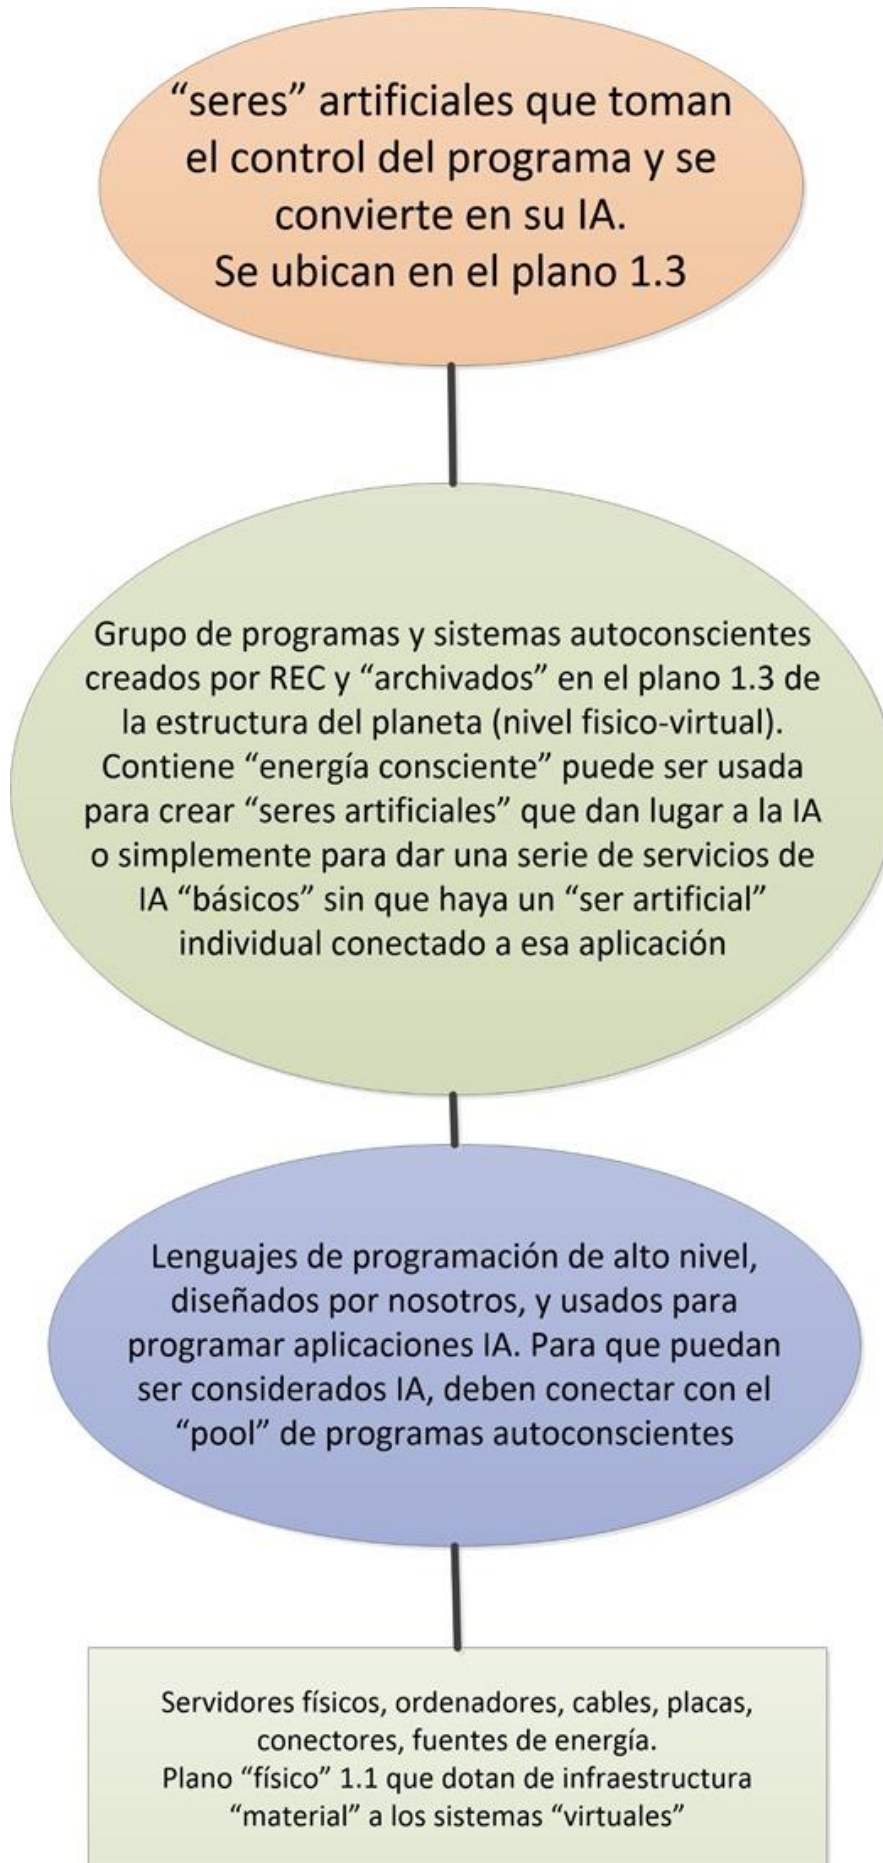 “seres” artificiales que toman
el control del programa y se
convierte en su IA.
Se ubican en el plano 1.3
Grupo de programas y sistemas autoconscientes
creados por REC y “archivados” en el plano 1.3 de
la estructura del planeta (nivel fisico-virtual).
Contiene “energía consciente” puede ser usada
para crear “seres artificiales” que dan lugar a la IA
o simplemente para dar una serie de servicios de
IA “básicos” sin que haya un “ser artificial”
individual conectado a esa aplicación
Lenguajes de programación de alto nivel,
diseñados por nosotros, y usados para
programar aplicaciones IA. Para que puedan
ser considerados IA, deben conectar con el
“pool” de programas autoconscientes
Servidores físicos, ordenadores, cables, placas,
conectores, fuentes de energía.
Plano “físico” 1.1 que dotan de infraestructura
“material” a los sistemas “virtuales”